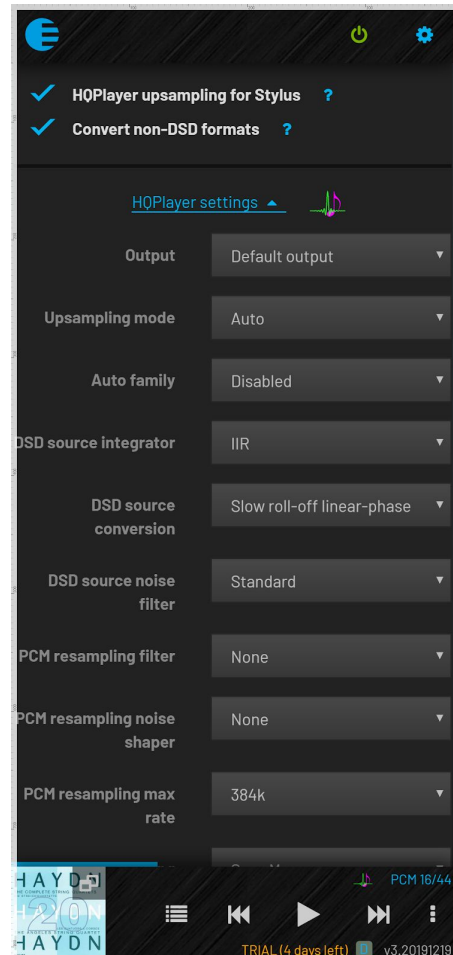 HQPlayer upsampling for Stylus ?
Convert non-DSD formats ?
HQPlayer settings
Output
Default output
Upsampling mode
Auto
Auto family
Disabled
DSD source integrator
IIR
DSD source conversion
Slow roll-off linear-phase
DSD source noise filter
Standard
PCM resampling filter
None
PCM resampling noise shaper
None
PCM resampling max rate
384k
HAYDN
20
HAYDN
PCM 16/44
TRIAL (4 days left) 0 v3.20191219